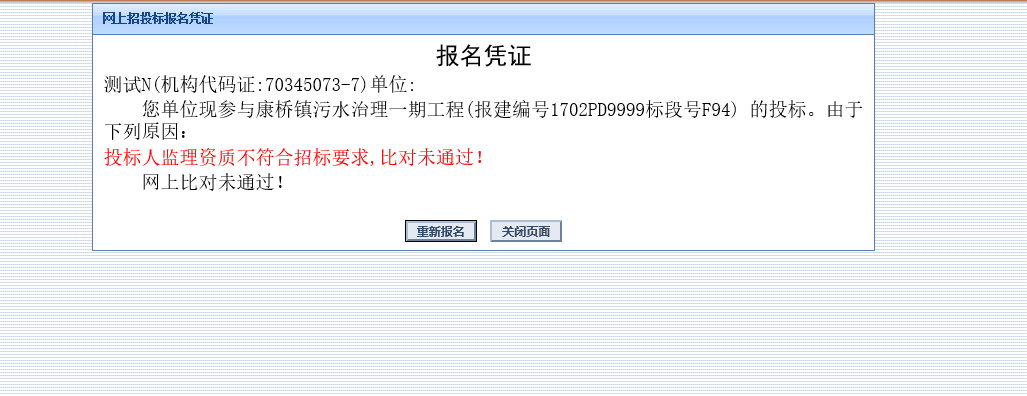 网上招投标报名凭证
报名凭证
测试N(机构代码证:70345073-7)单位:
您单位现参与康桥镇污水治理一期工程(报建编号1702PD9999标段号F94) 的投标。由于
下列原因:
投标人监理资质不符合招标要求,比对未通过!
网上比对未通过!
重新报名 关闭页面